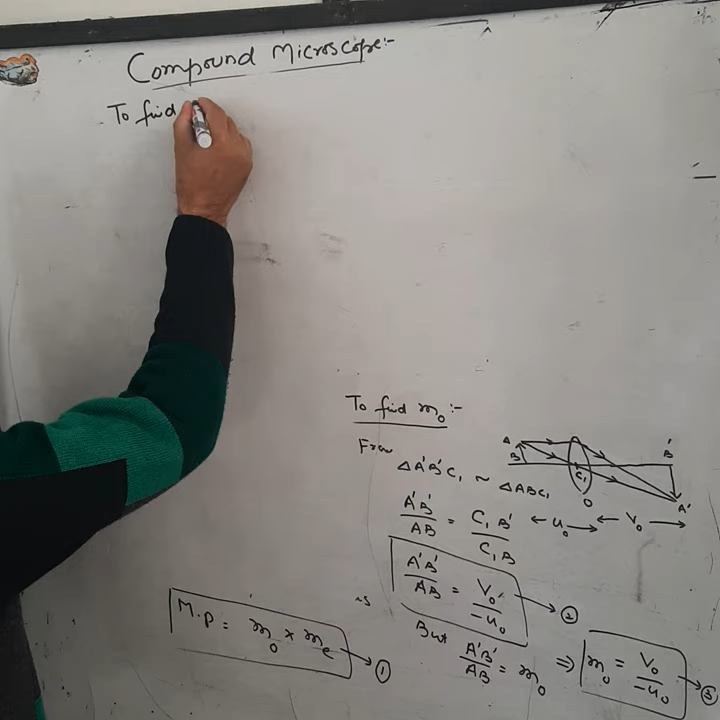 Compound Microscope:-
To find
To find m₀:-
From
ΔA'B'C₁ ~ ΔABC₁
A'B'/AB = C₁B'/C₁B
A B C₁ O B' A'
← u₀ → ← V₀ →
A'B'/AB = V₀/-u₀ → ②
But A'B'/AB = m₀ ⇒ m₀ = V₀/-u₀ → ③
M.P = m₀ × mₑ → ①